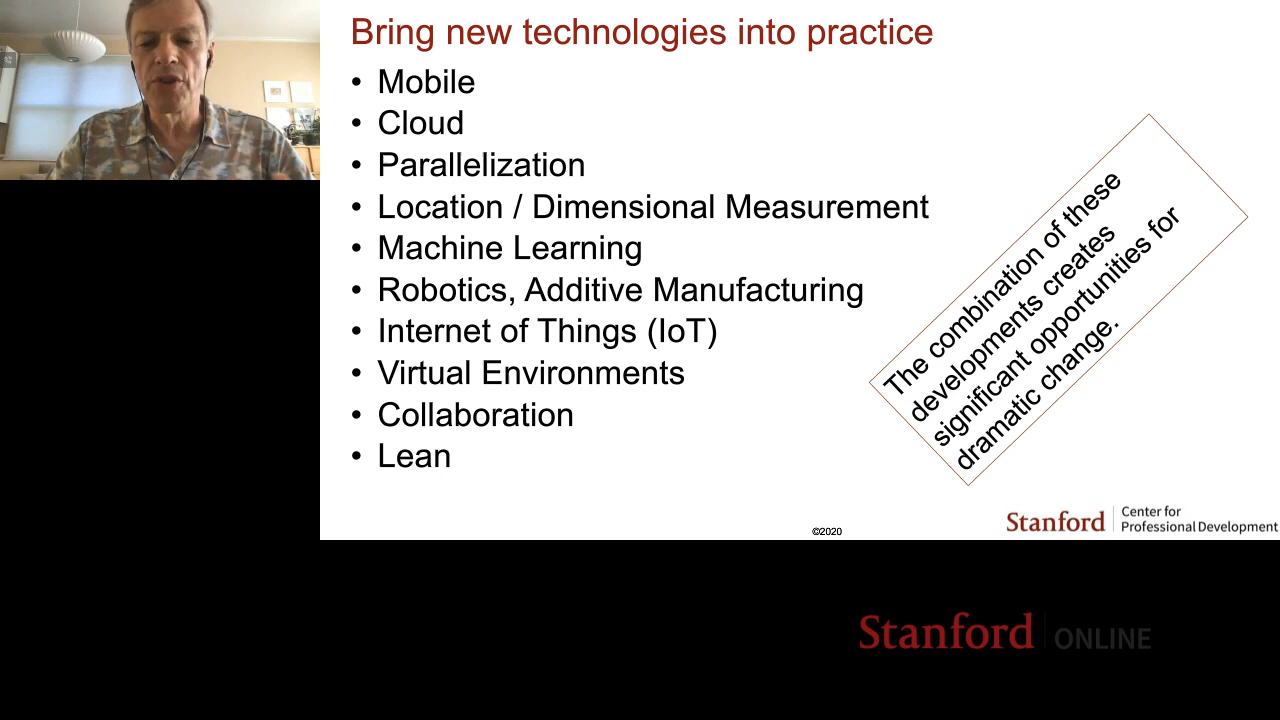 Bring new technologies into practice
• Mobile
• Cloud
• Parallelization
• Location / Dimensional Measurement
• Machine Learning
• Robotics, Additive Manufacturing
• Internet of Things (IoT)
• Virtual Environments
• Collaboration
• Lean
The combination of these
developments creates
significant opportunities for
dramatic change.
©2020
Stanford
Center for
Professional Development
Stanford ONLINE